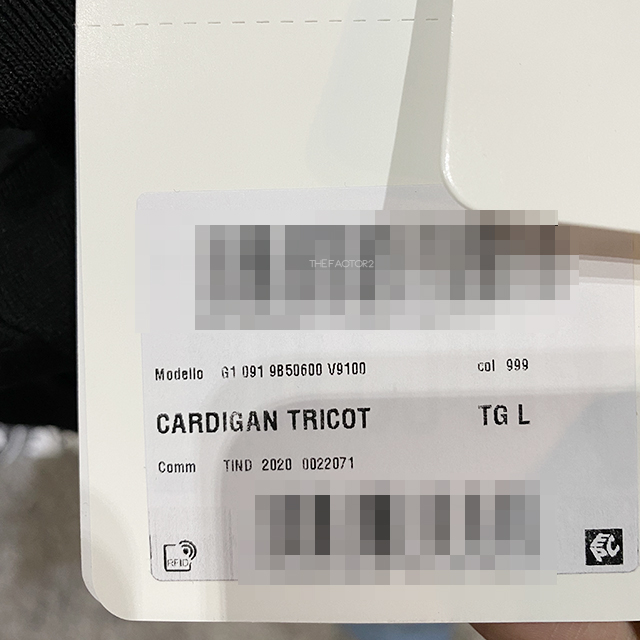 THE FACTOR2
Modello G1 091 9B50600 V9100 col 999
CARDIGAN TRICOT TG L
Comm TIND 2020 0022071
RFID